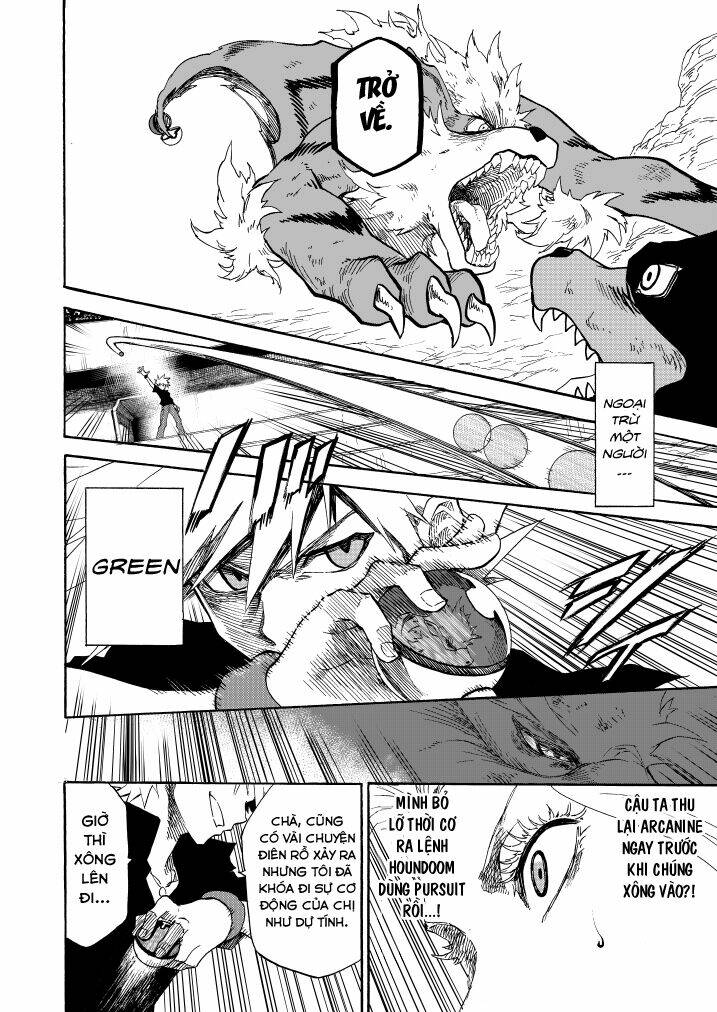 TRỞ
VỀ.
NGOẠI
TRỪ
MỘT
NGƯỜI
---
GREEN
CẬU TA THU
LẠI ARCANINE
NGAY TRƯỚC
KHI CHÚNG
XÔNG VÀO?!
MÌNH BỎ
LỠ THỜI CƠ
RA LỆNH
HOUNDOOM
DÙNG PURSUIT
RỒI...!
CHÀ, CŨNG
CÓ VÀI CHUYỆN
ĐIÊN RỒ XẢY RA
NHƯNG TÔI ĐÃ
KHÓA ĐI SỰ CƠ
ĐỘNG CỦA CHỊ
NHƯ DỰ TÍNH.
GIỜ
THÌ
XÔNG
LÊN
ĐI...